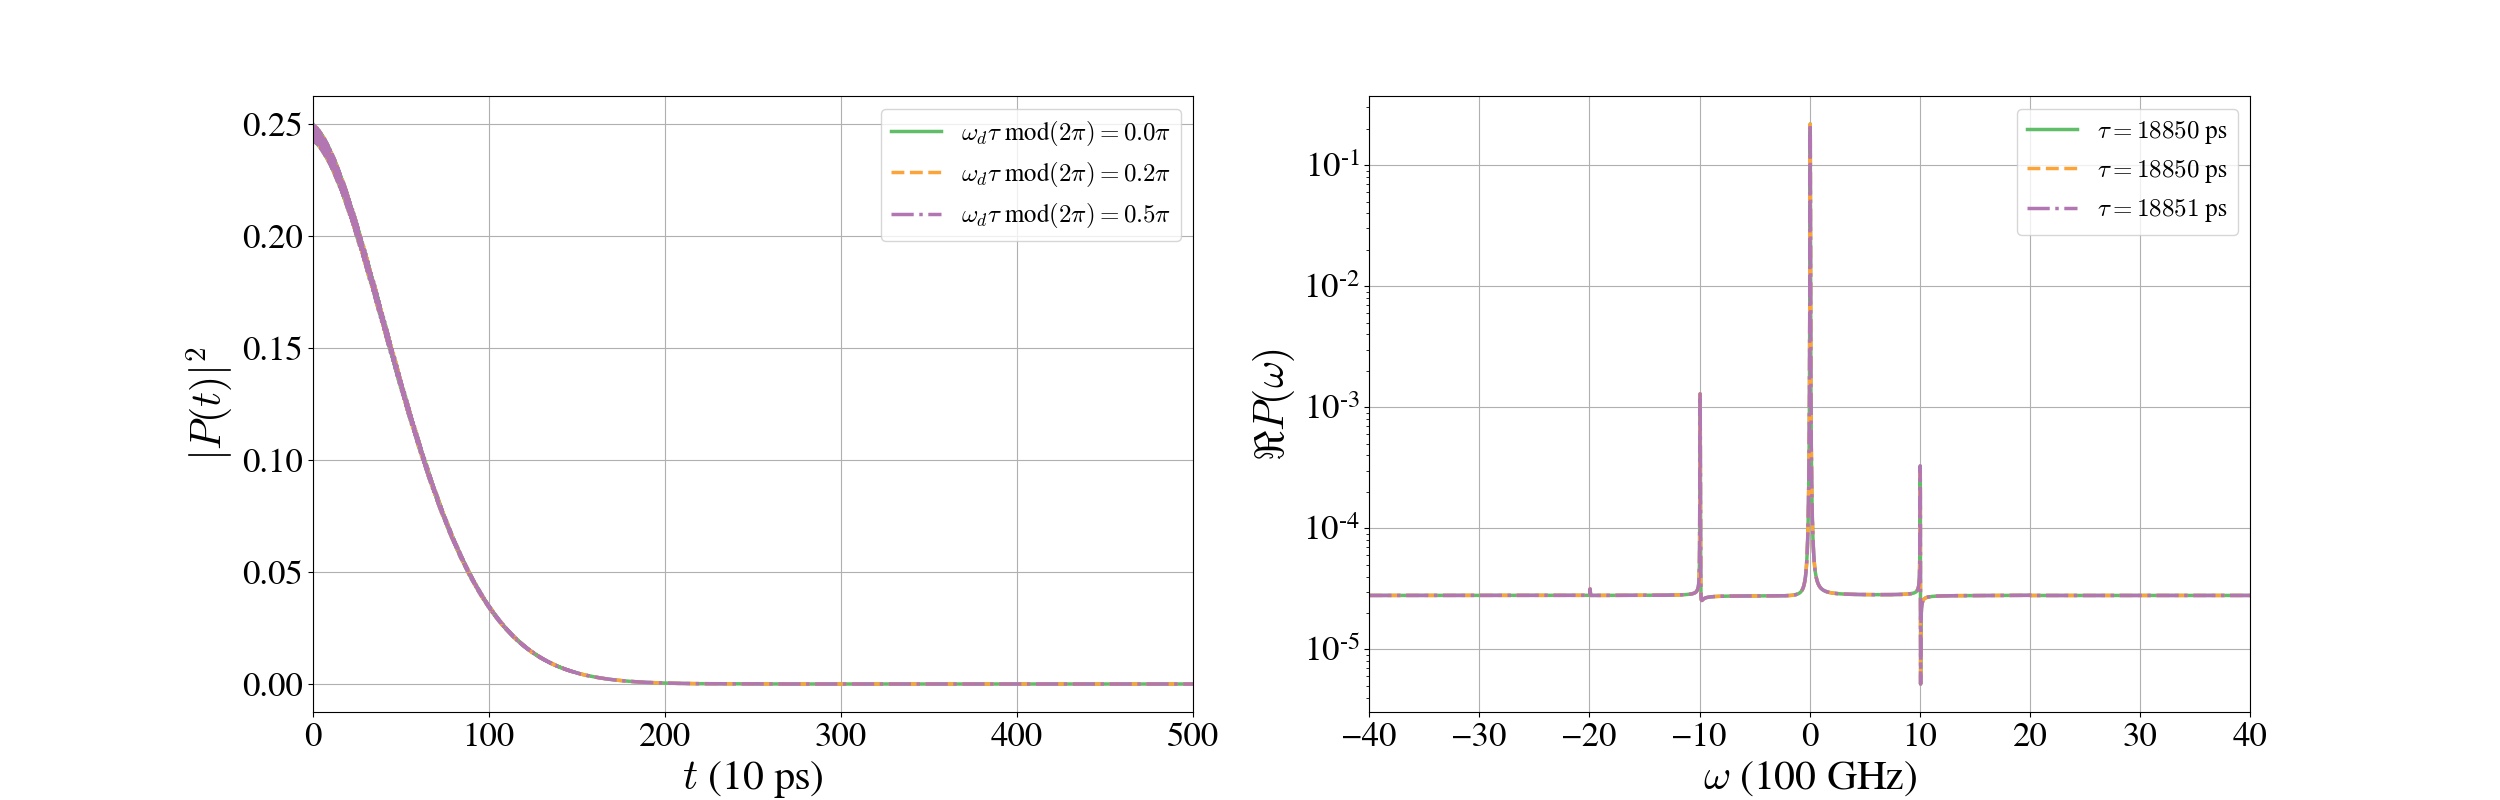 0.25
0.20
0.15
0.10
0.05
0.00
|P(t)|²
0 100 200 300 400 500
t (10 ps)
ω_d τ mod(2π) = 0.0π
ω_d τ mod(2π) = 0.2π
ω_d τ mod(2π) = 0.5π
10⁻¹
10⁻²
10⁻³
10⁻⁴
10⁻⁵
ℜP(ω)
−40 −30 −20 −10 0 10 20 30 40
ω (100 GHz)
τ = 18850 ps
τ = 18850 ps
τ = 18851 ps